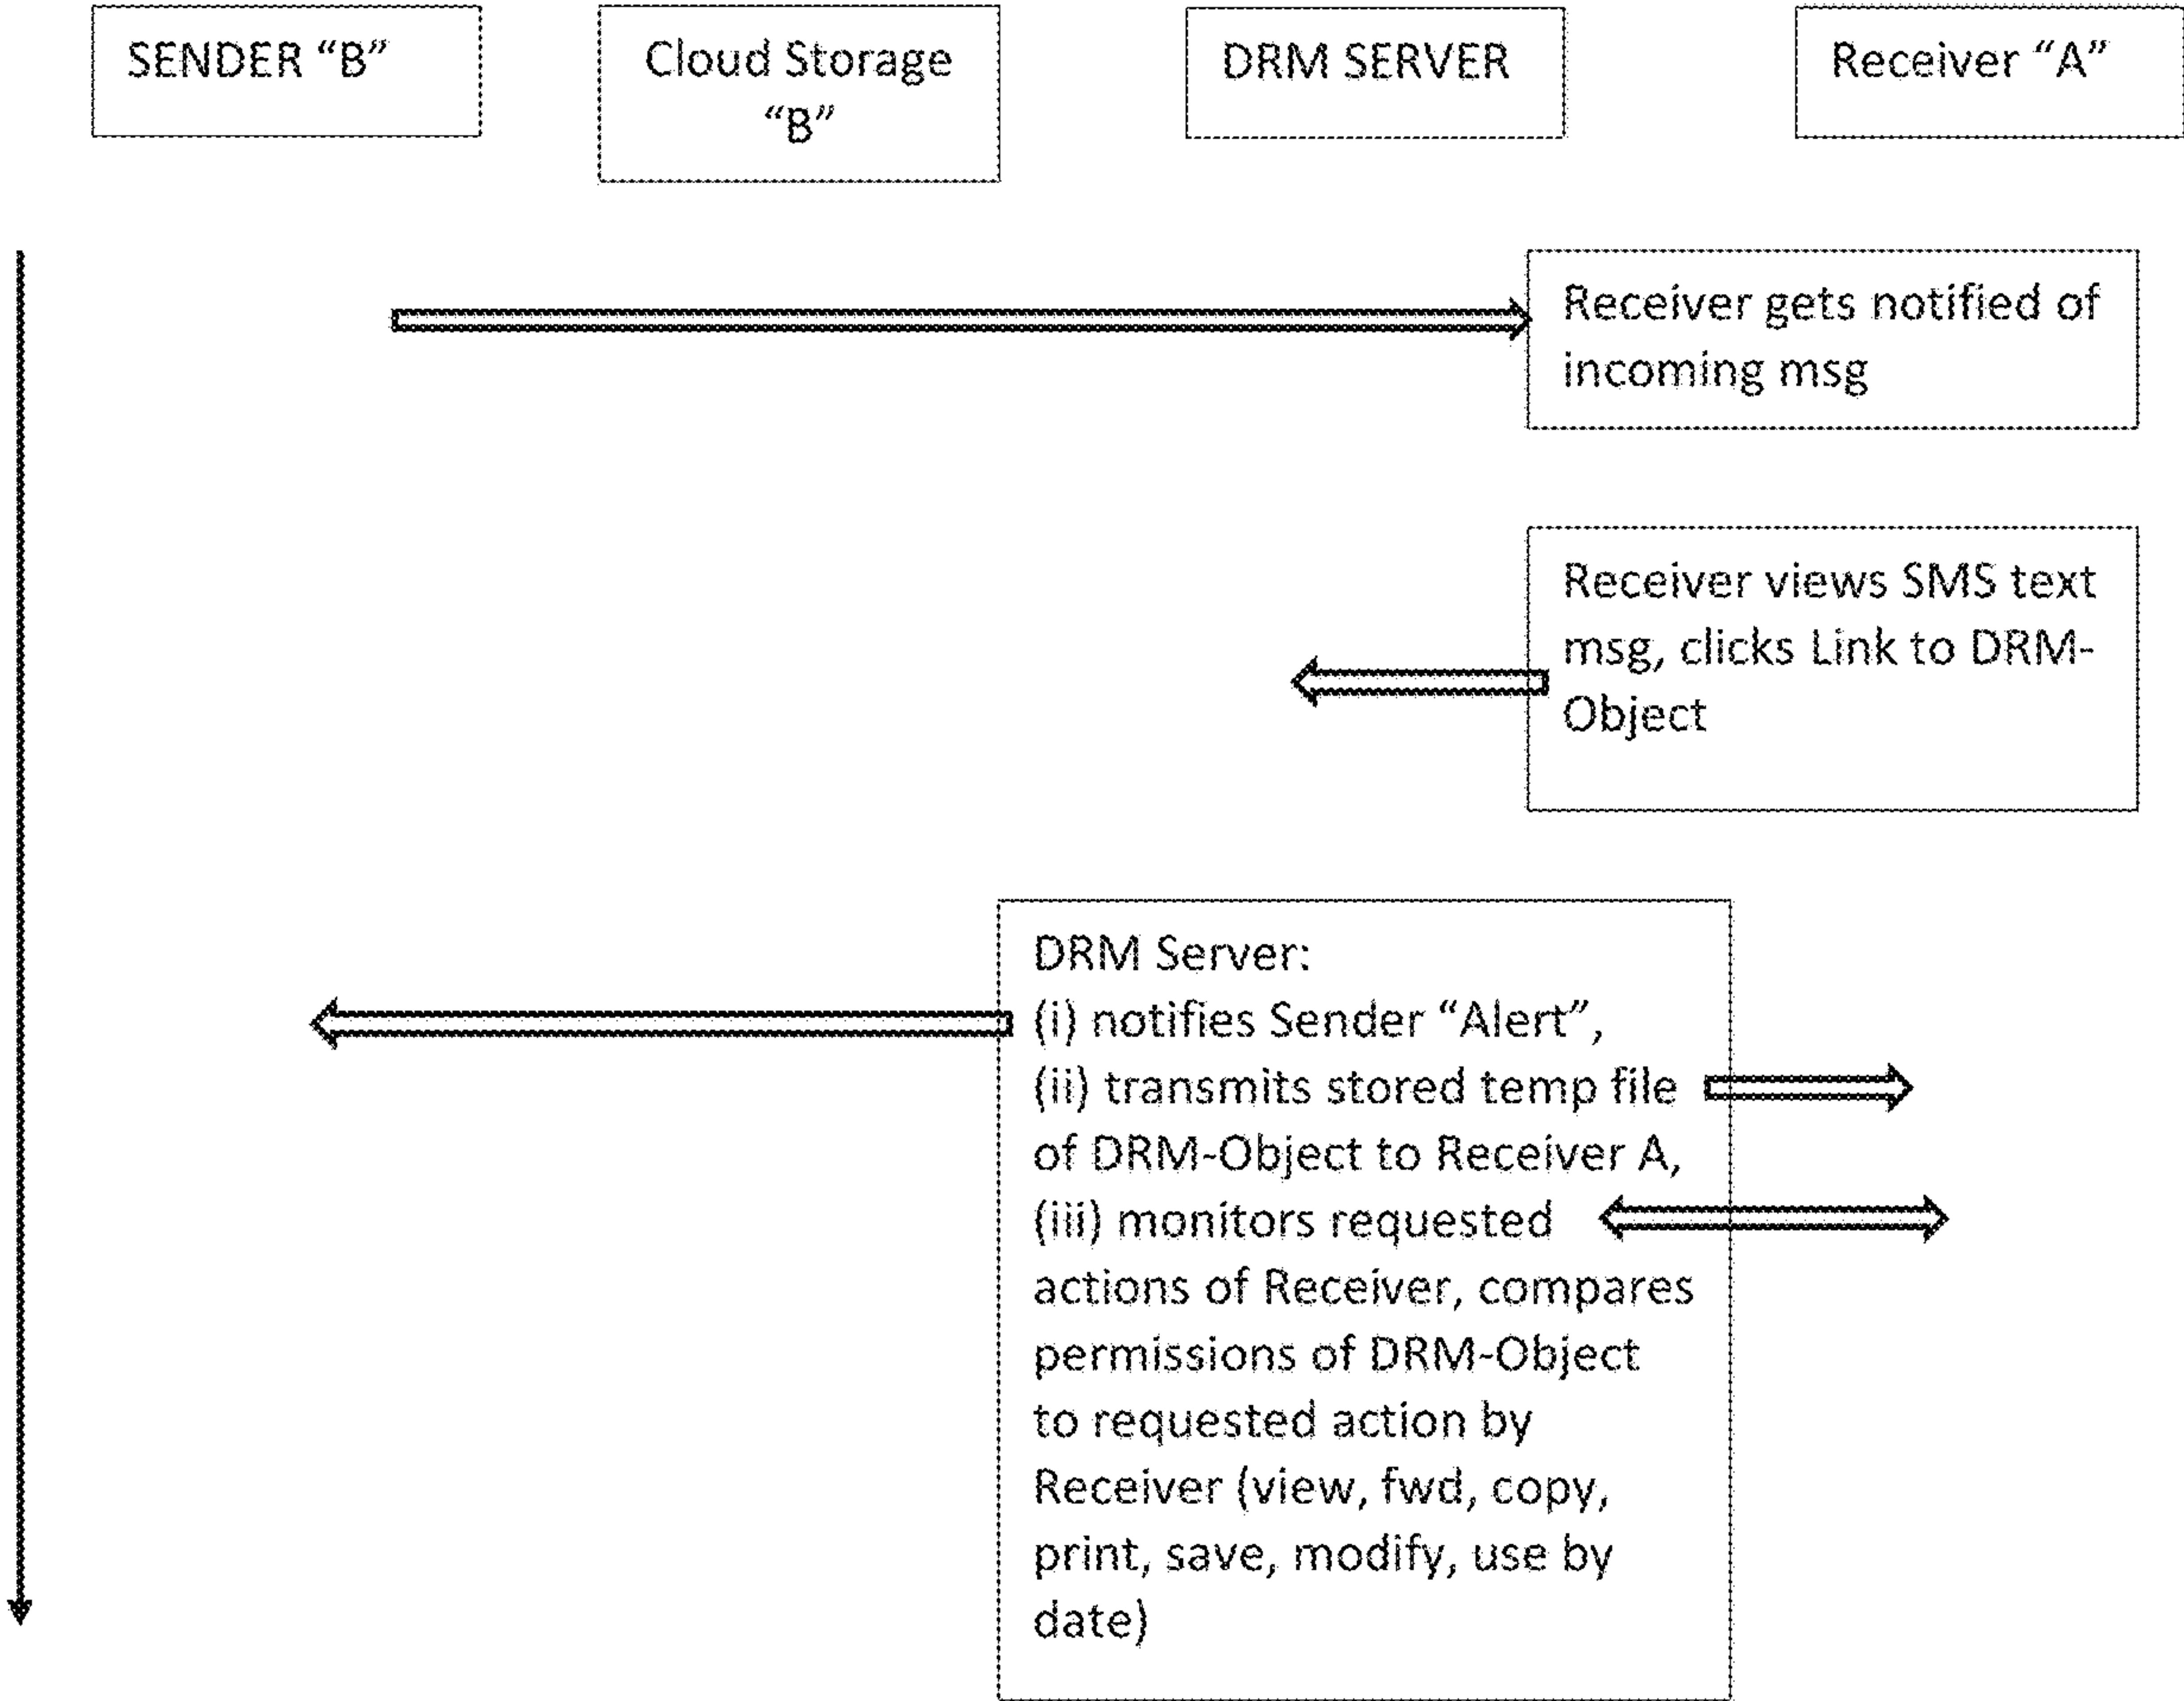 SENDER “B”
Cloud Storage
“B”
DRM SERVER
Receiver “A”
Receiver gets notified of
incoming msg
Receiver views SMS text
msg, clicks Link to DRM-
Object
DRM Server:
(i) notifies Sender “Alert”,
(ii) transmits stored temp file
of DRM-Object to Receiver A,
(iii) monitors requested
actions of Receiver, compares
permissions of DRM-Object
to requested action by
Receiver (view, fwd, copy,
print, save, modify, use by
date)